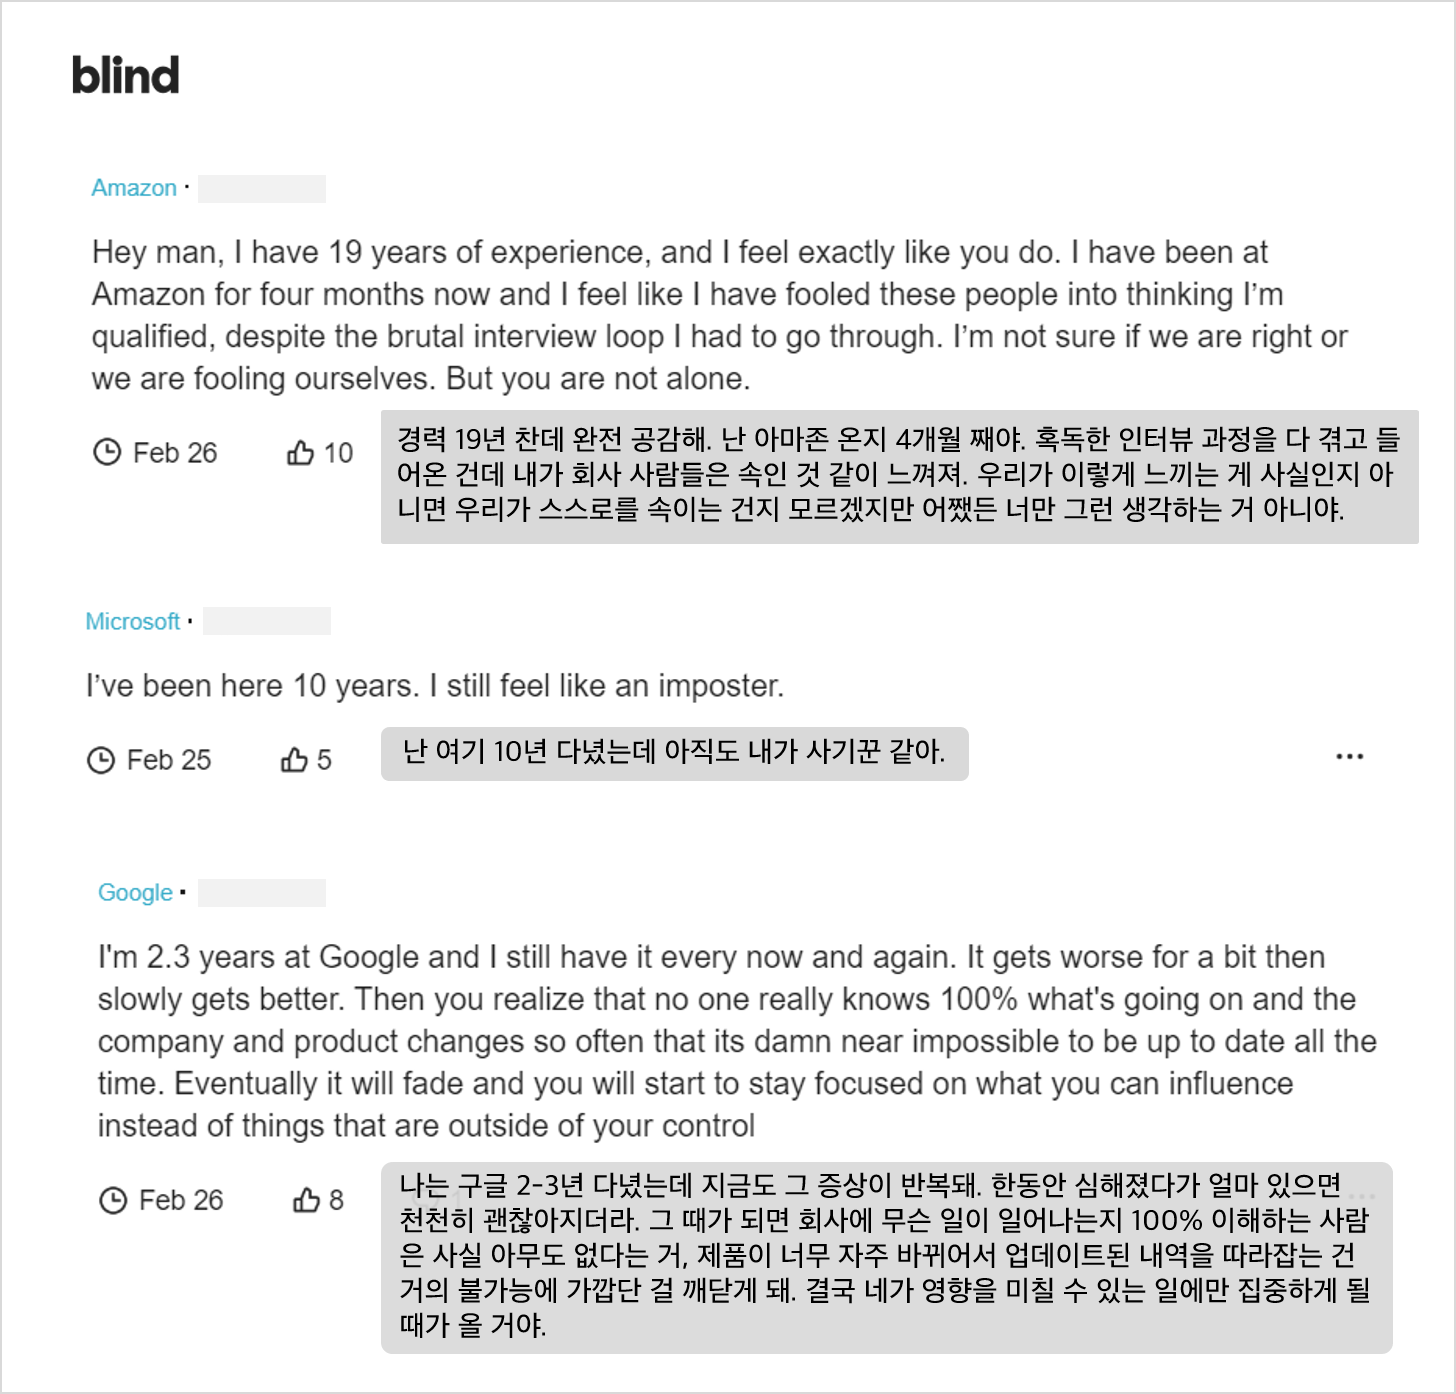 blind
Amazon ·
Hey man, I have 19 years of experience, and I feel exactly like you do. I have been at
Amazon for four months now and I feel like I have fooled these people into thinking I’m
qualified, despite the brutal interview loop I had to go through. I’m not sure if we are right or
we are fooling ourselves. But you are not alone.
Feb 26 10
경력 19년 찬데 완전 공감해. 난 아마존 온지 4개월 째야. 혹독한 인터뷰 과정을 다 겪고 들
어온 건데 내가 회사 사람들은 속인 것 같이 느껴져. 우리가 이렇게 느끼는 게 사실인지 아
니면 우리가 스스로를 속이는 건지 모르겠지만 어쨌든 너만 그런 생각하는 거 아니야.
Microsoft ·
I’ve been here 10 years. I still feel like an imposter.
Feb 25 5
난 여기 10년 다녔는데 아직도 내가 사기꾼 같아.
Google ·
I'm 2.3 years at Google and I still have it every now and again. It gets worse for a bit then
slowly gets better. Then you realize that no one really knows 100% what's going on and the
company and product changes so often that its damn near impossible to be up to date all the
time. Eventually it will fade and you will start to stay focused on what you can influence
instead of things that are outside of your control
Feb 26 8
나는 구글 2-3년 다녔는데 지금도 그 증상이 반복돼. 한동안 심해졌다가 얼마 있으면
천천히 괜찮아지더라. 그 때가 되면 회사에 무슨 일이 일어나는지 100% 이해하는 사람
은 사실 아무도 없다는 거, 제품이 너무 자주 바뀌어서 업데이트된 내역을 따라잡는 건
거의 불가능에 가깝단 걸 깨닫게 돼. 결국 네가 영향을 미칠 수 있는 일에만 집중하게 될
때가 올 거야.